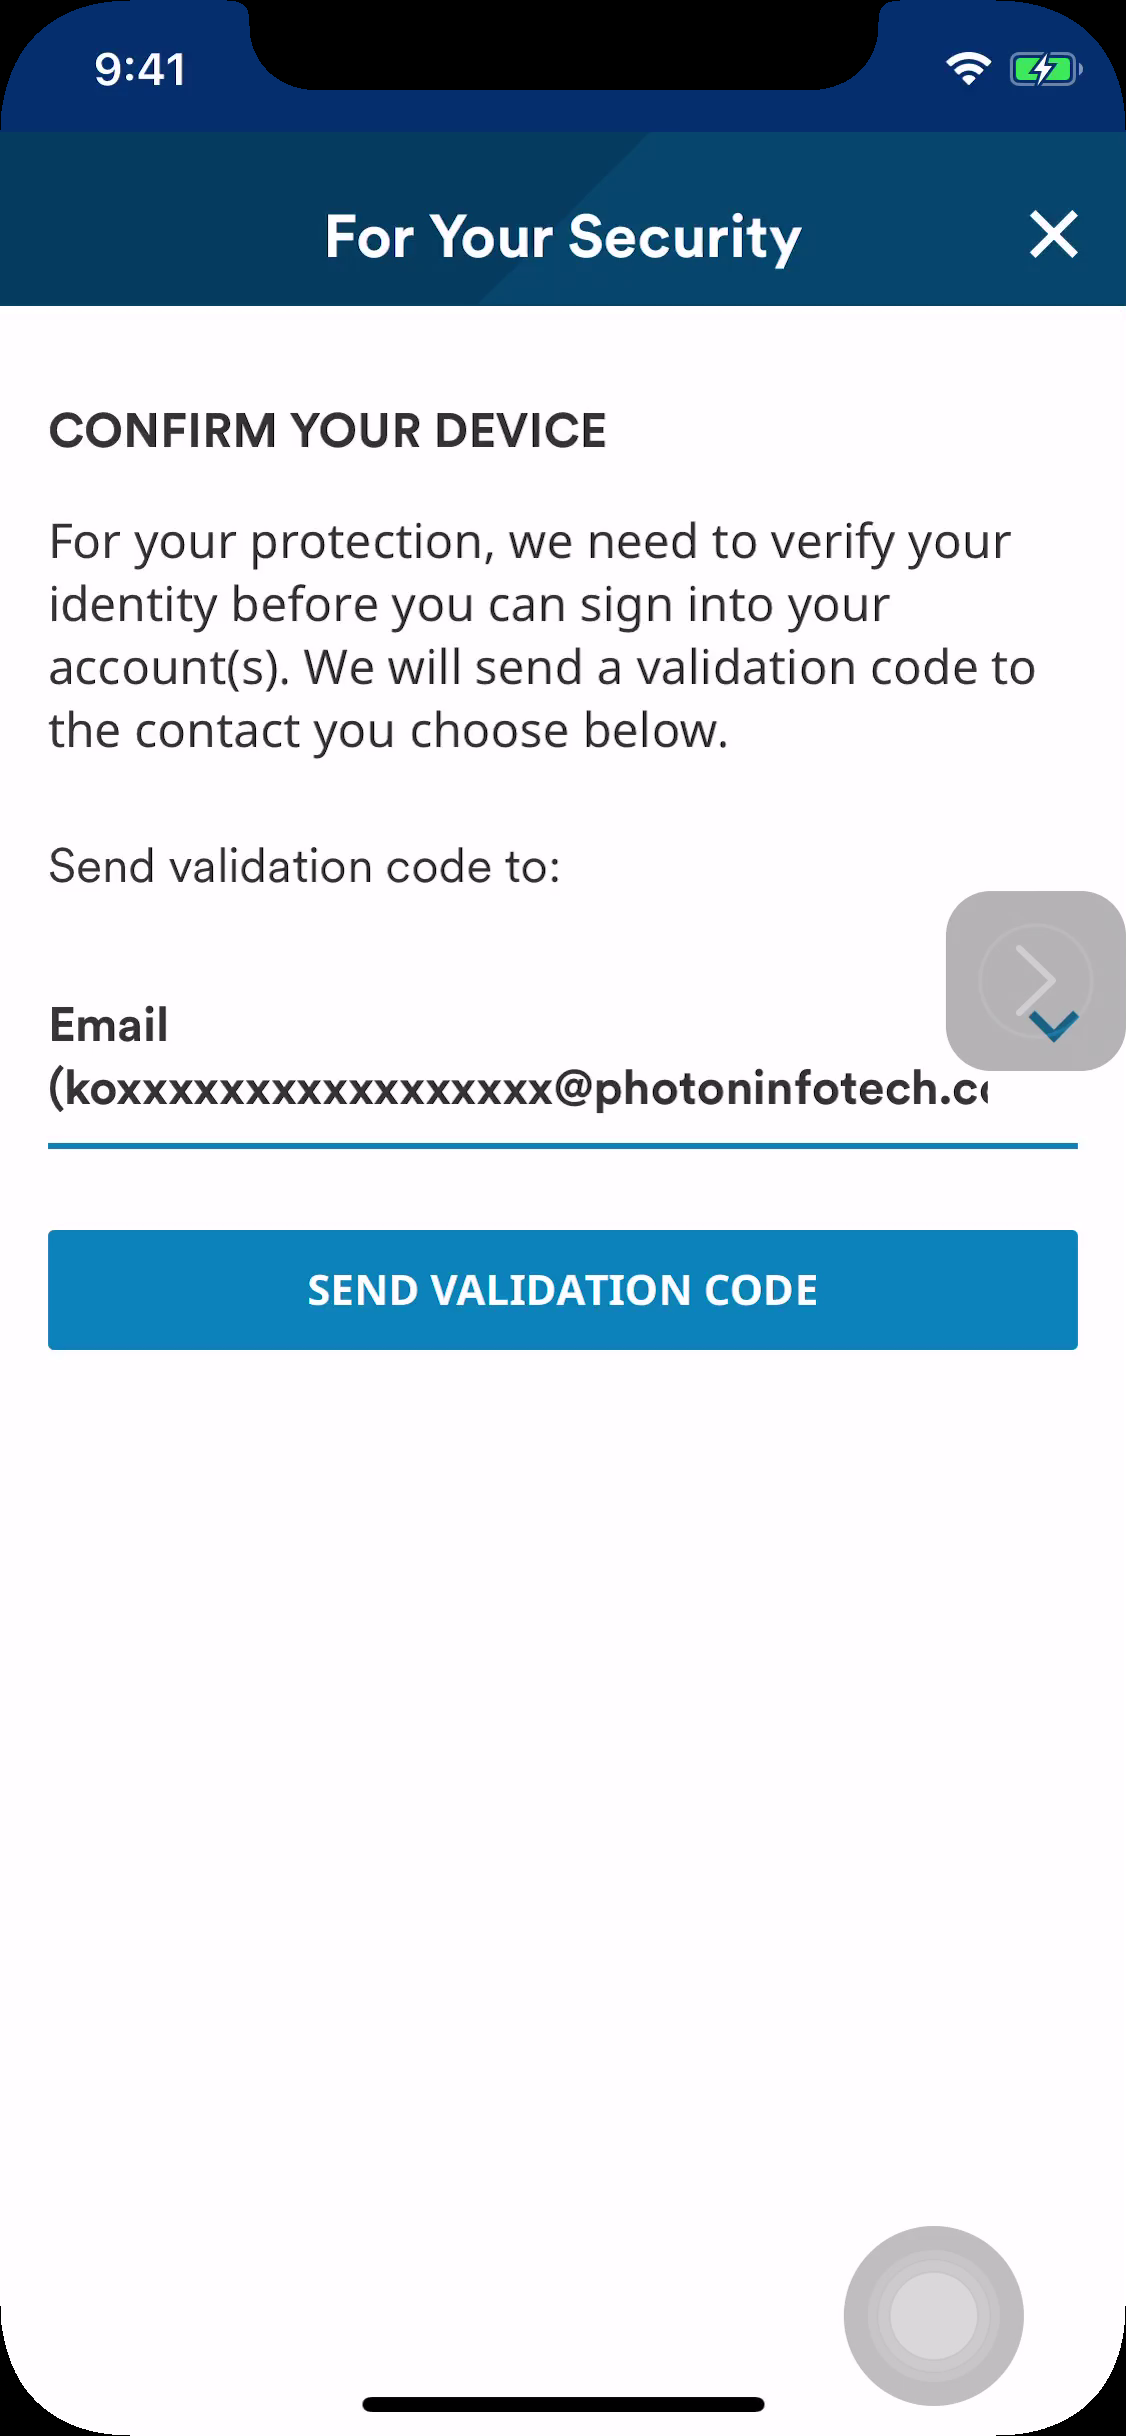 9:41
For Your Security
CONFIRM YOUR DEVICE
For your protection, we need to verify your
identity before you can sign into your
account(s). We will send a validation code to
the contact you choose below.
Send validation code to:
Email
(koxxxxxxxxxxxxxxxxx@photoninfotech.c
SEND VALIDATION CODE